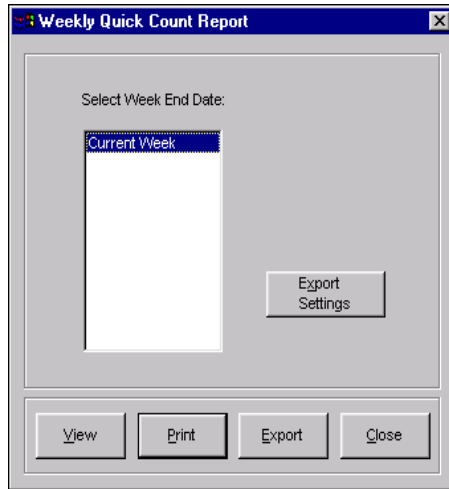 Weekly Quick Count Report
Select Week End Date:
Current Week
Export
Settings
View
Print
Export
Close